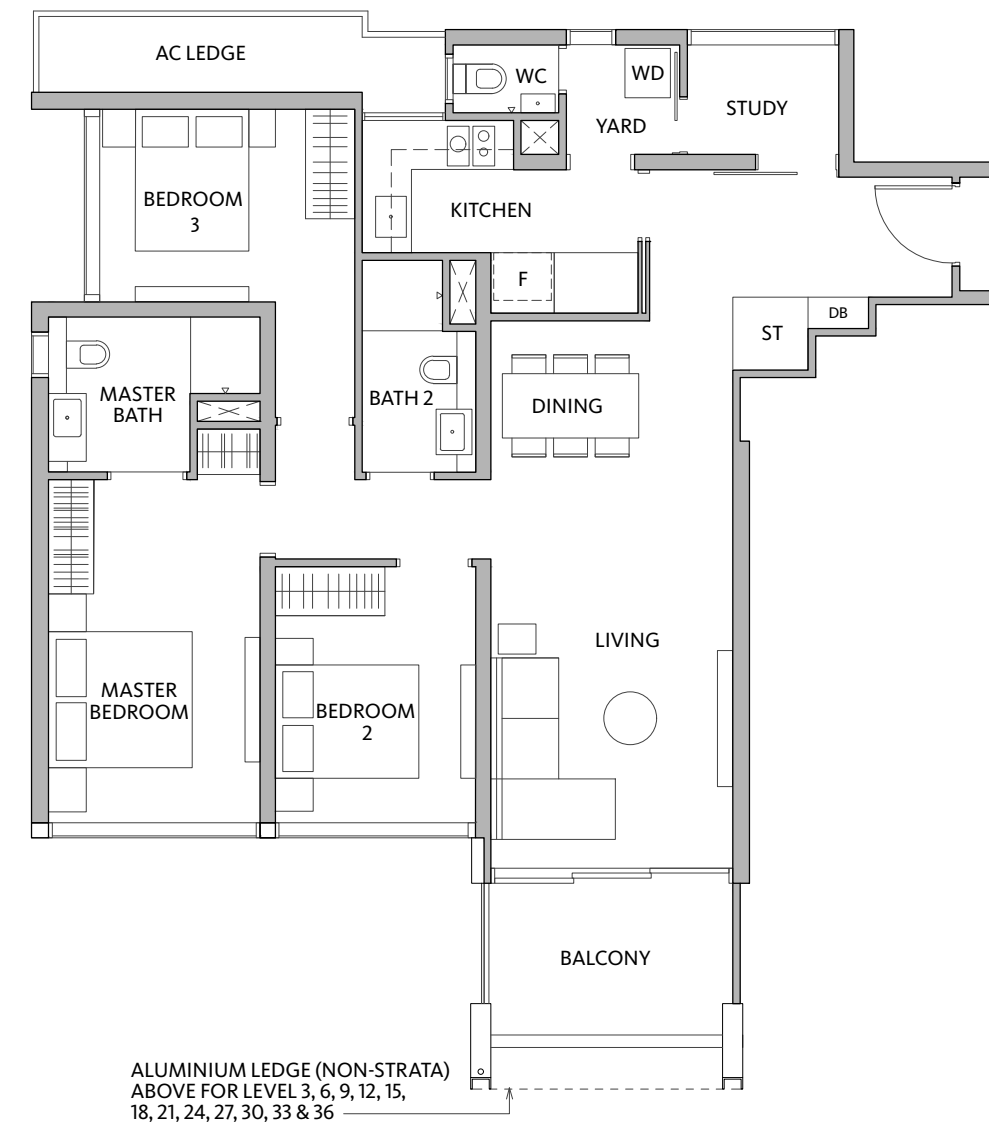 AC LEDGE
WC
WD
STUDY
YARD
BEDROOM
3
KITCHEN
F
ST
DB
MASTER
BATH
BATH 2
DINING
LIVING
MASTER
BEDROOM
BEDROOM
2
BALCONY
ALUMINIUM LEDGE (NON-STRATA)
ABOVE FOR LEVEL 3, 6, 9, 12, 15,
18, 21, 24, 27, 30, 33 & 36